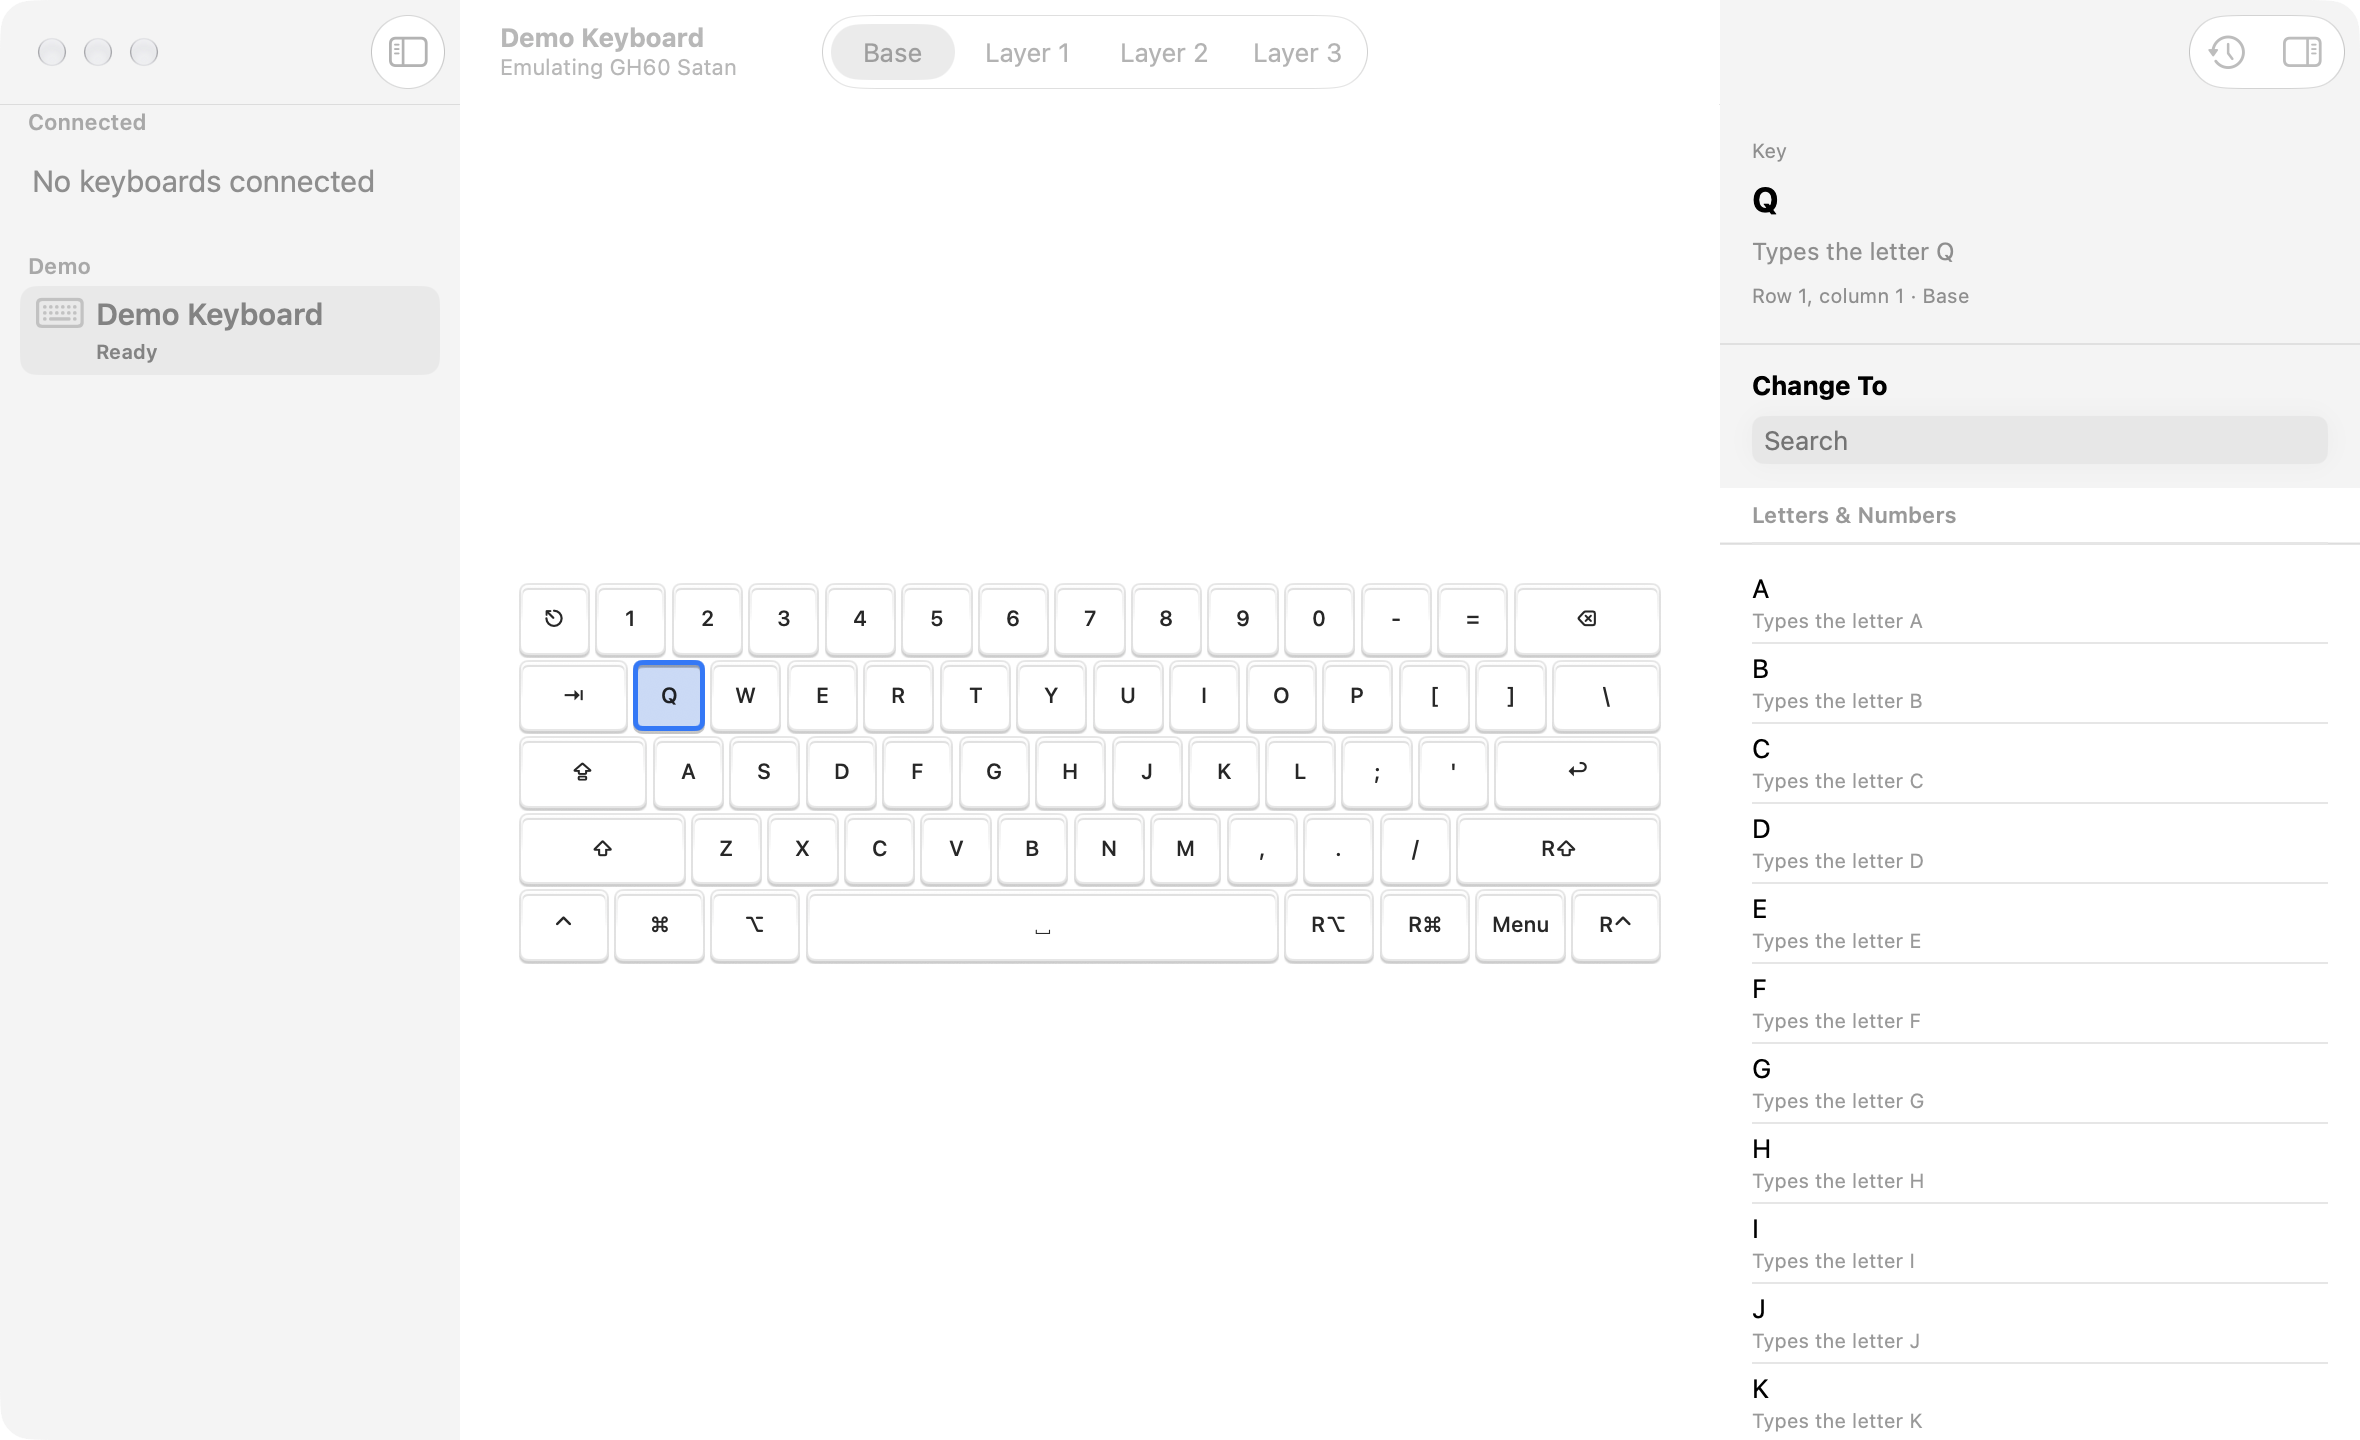 Connected
No keyboards connected
Demo
Demo Keyboard
Ready
Demo Keyboard
Emulating GH60 Satan
Base Layer 1 Layer 2 Layer 3
⎋ 1 2 3 4 5 6 7 8 9 0 - = ⌫
⇥ Q W E R T Y U I O P [ ] \
⇪ A S D F G H J K L ; ' ↩
⇧ Z X C V B N M , . / R⇧
⌃ ⌘ ⌥ ⎵ R⌥ R⌘ Menu R⌃
Key
Q
Types the letter Q
Row 1, column 1 · Base
Change To
Search
Letters & Numbers
A
Types the letter A
B
Types the letter B
C
Types the letter C
D
Types the letter D
E
Types the letter E
F
Types the letter F
G
Types the letter G
H
Types the letter H
I
Types the letter I
J
Types the letter J
K
Types the letter K